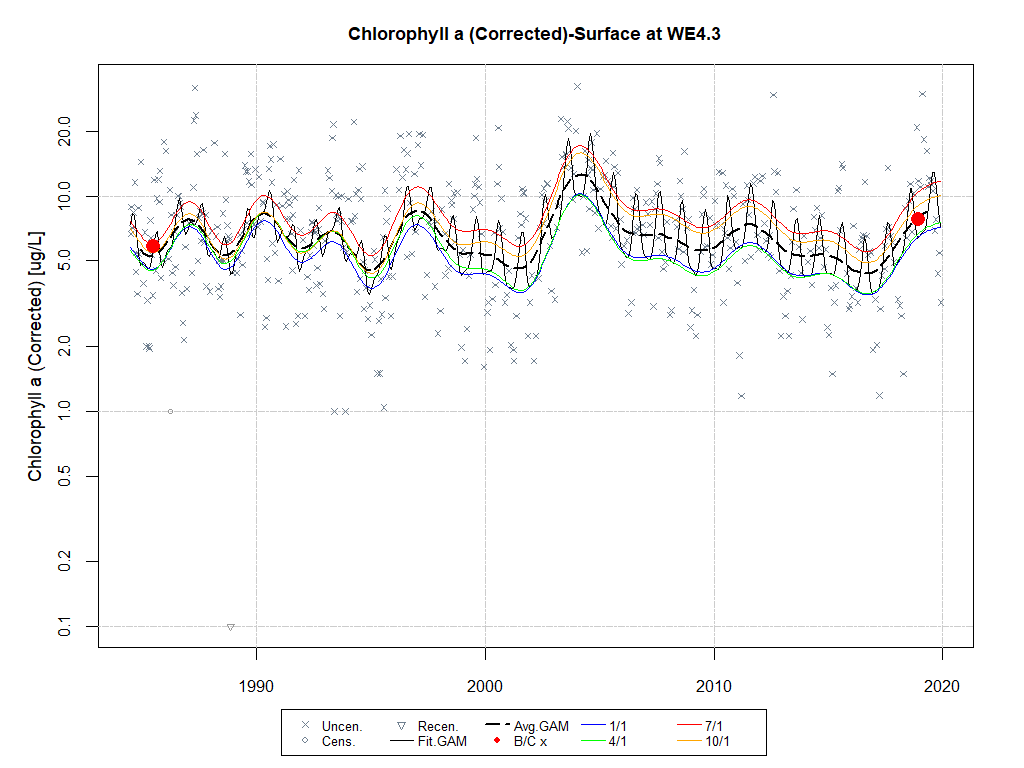 Chlorophyll a (Corrected)-Surface at WE4.3
Chlorophyll a (Corrected) [ug/L]
20.0
10.0
5.0
2.0
1.0
0.5
0.2
0.1
1990 2000 2010 2020
Uncen. Recen. Avg.GAM 1/1 7/1
Cens. Fit.GAM B/C x 4/1 10/1